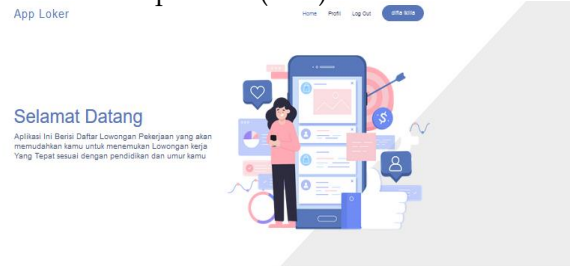 App Loker
Home Profil Log Out
Selamat Datang
Aplikasi Ini Berisi Daftar Lowongan Pekerjaan yang akan
memudahkan kamu untuk menemukan Lowongan kerja
Yang Tepat sesuai dengan pendidikan dan umur kamu